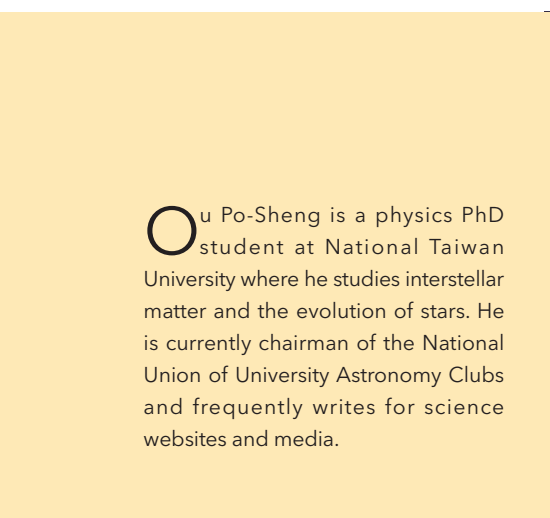 Ou Po-Sheng is a physics PhD
student at National Taiwan
University where he studies interstellar
matter and the evolution of stars. He
is currently chairman of the National
Union of University Astronomy Clubs
and frequently writes for science
websites and media.